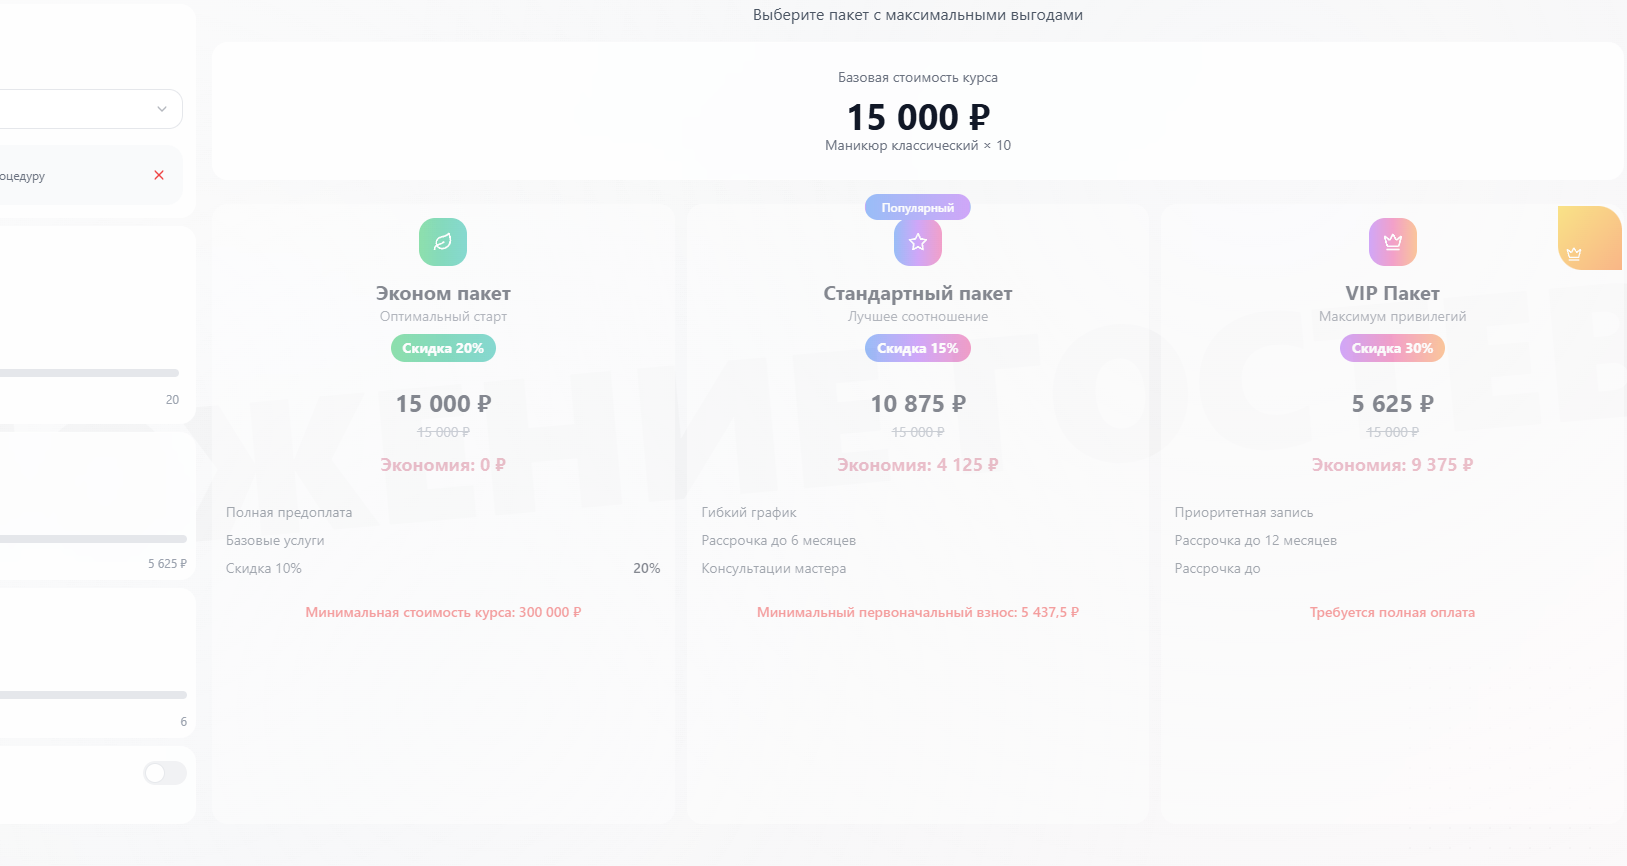 Выберите пакет с максимальными выгодами
Базовая стоимость курса
15 000 ₽
Маникюр классический × 10
оцедуру
20
5 625 ₽
6
Эконом пакет
Оптимальный старт
Скидка 20%
15 000 ₽
15 000 ₽
Экономия: 0 ₽
Полная предоплата
Базовые услуги
Скидка 10% 20%
Минимальная стоимость курса: 300 000 ₽
Популярный
Стандартный пакет
Лучшее соотношение
Скидка 15%
10 875 ₽
15 000 ₽
Экономия: 4 125 ₽
Гибкий график
Рассрочка до 6 месяцев
Консультации мастера
Минимальный первоначальный взнос: 5 437,5 ₽
VIP Пакет
Максимум привилегий
Скидка 30%
5 625 ₽
15 000 ₽
Экономия: 9 375 ₽
Приоритетная запись
Рассрочка до 12 месяцев
Рассрочка до
Требуется полная оплата
ЖЕНИЕ ГОСТЕВ